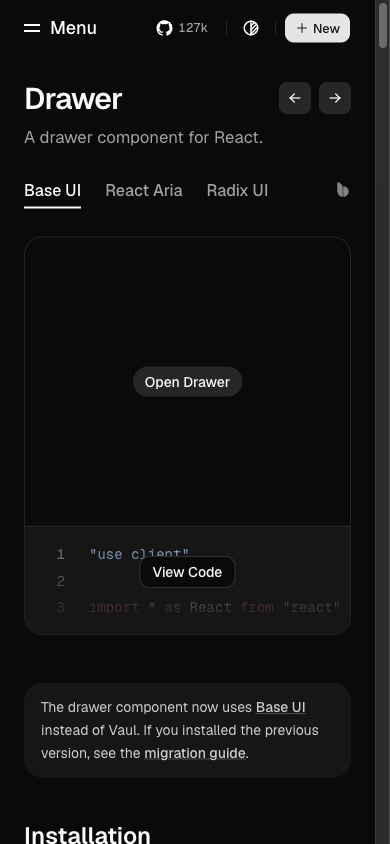 Menu
127k
New
Drawer
A drawer component for React.
Base UI
React Aria
Radix UI
Open Drawer
1 "use client"
2
View Code
3 import * as React from "react"
The drawer component now uses Base UI
instead of Vaul. If you installed the previous
version, see the migration guide.
Installation